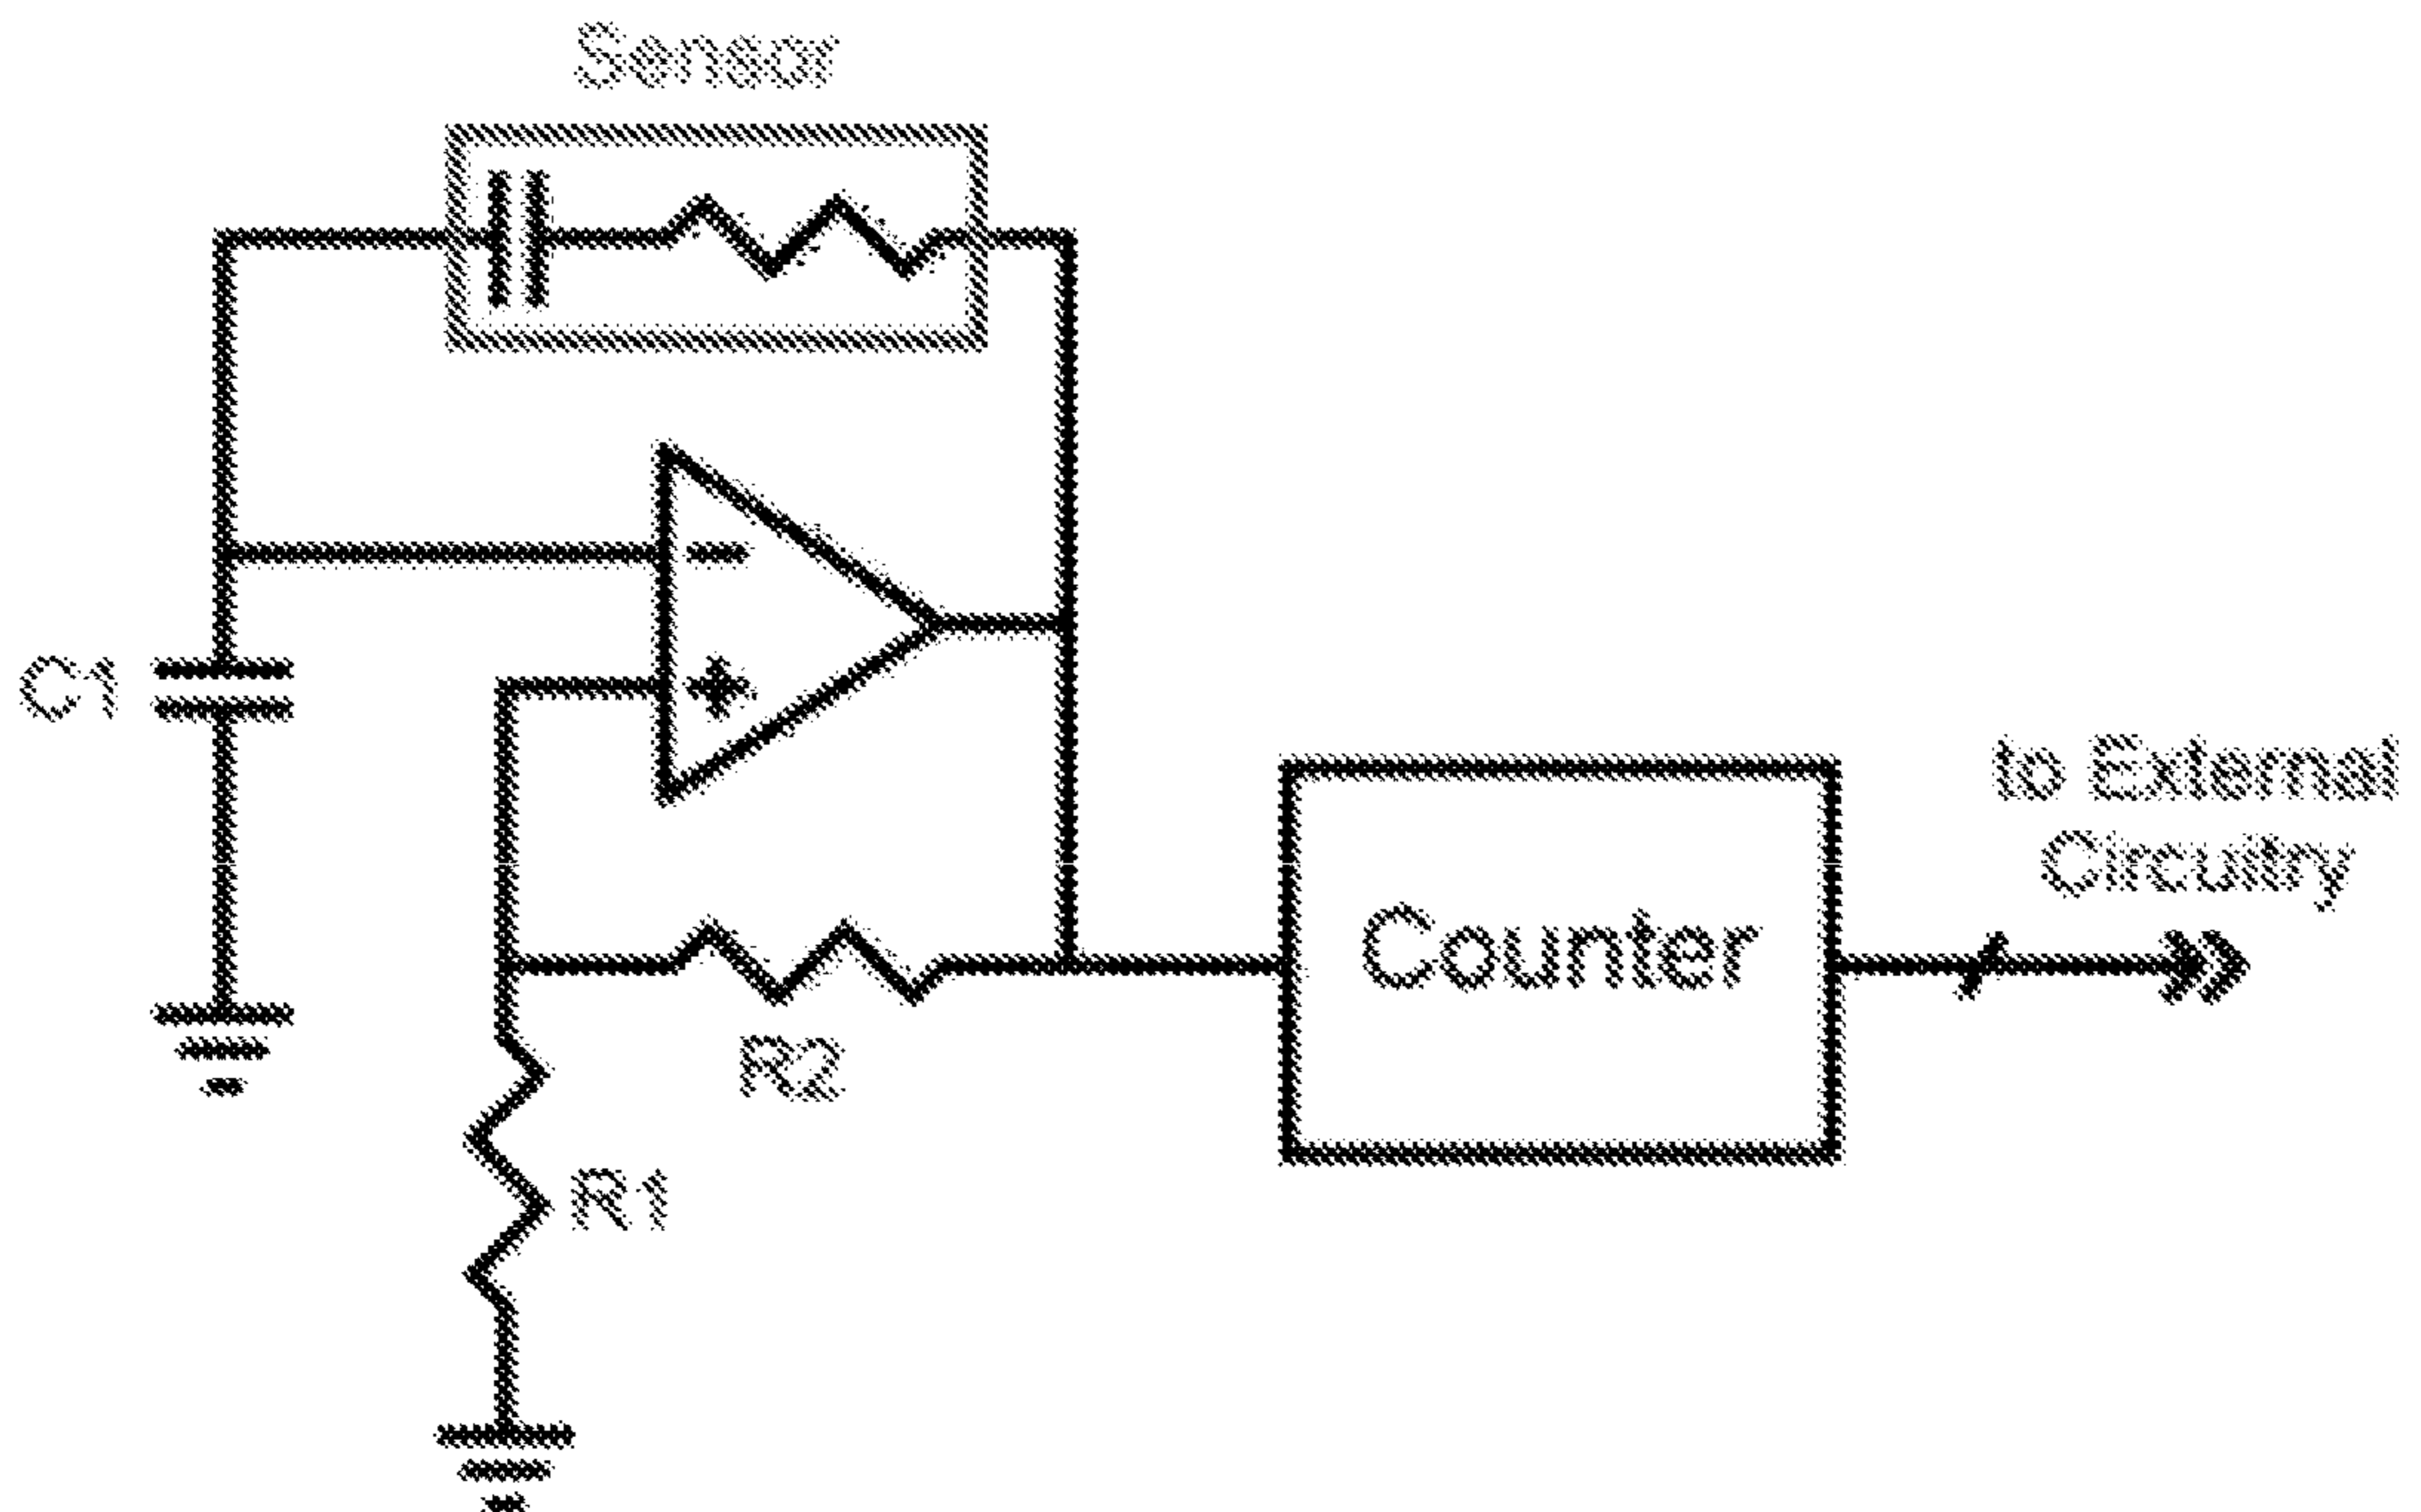 Sensor
C1
to External
Circuitry
Counter
R2
R1